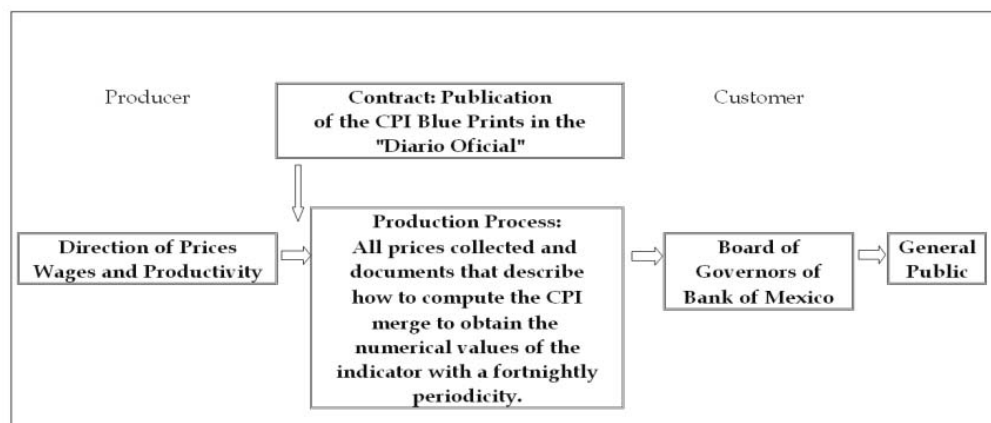 Producer
Contract: Publication
of the CPI Blue Prints in the
"Diario Oficial"
Customer
Direction of Prices
Wages and Productivity
Production Process:
All prices collected and
documents that describe
how to compute the CPI
merge to obtain the
numerical values of the
indicator with a fortnightly
periodicity.
Board of
Governors of
Bank of Mexico
General
Public